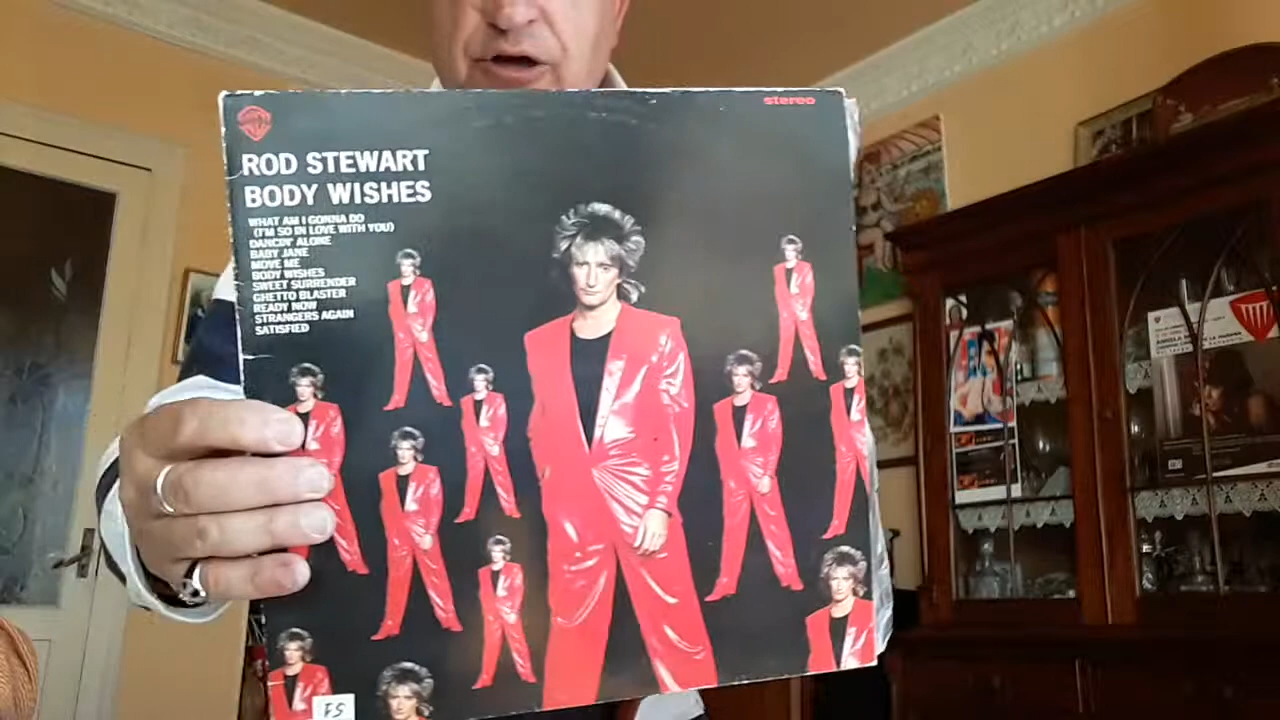 stereo
ROD STEWART
BODY WISHES
WHAT AM I GONNA DO
(I'M SO IN LOVE WITH YOU)
DANCIN' ALONE
BABY JANE
MOVE ME
BODY WISHES
SWEET SURRENDER
GHETTO BLASTER
READY NOW
STRANGERS AGAIN
SATISFIED
FS